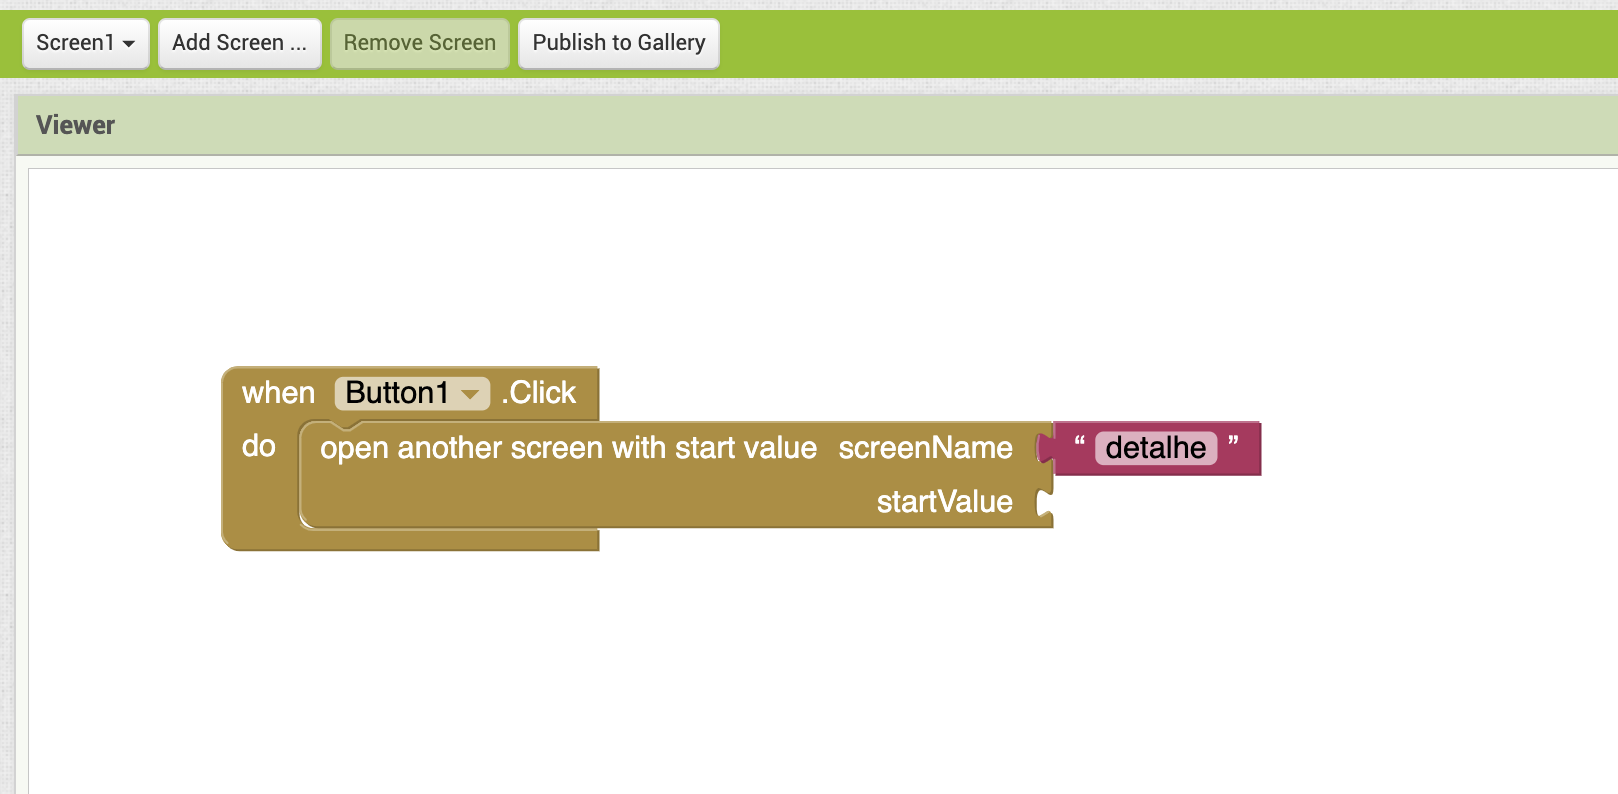 Screen1 Add Screen ... Remove Screen Publish to Gallery
Viewer
when Button1 .Click
do open another screen with start value screenName “ detalhe ”
startValue